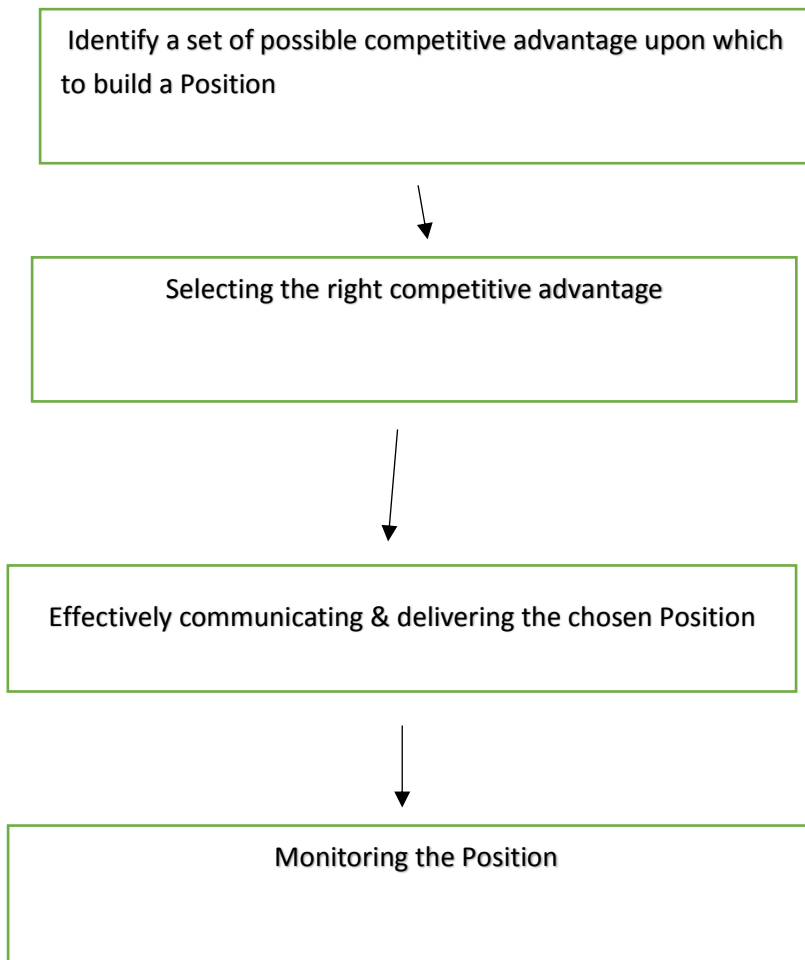 Identify a set of possible competitive advantage upon which
to build a Position
Selecting the right competitive advantage
Effectively communicating & delivering the chosen Position
Monitoring the Position